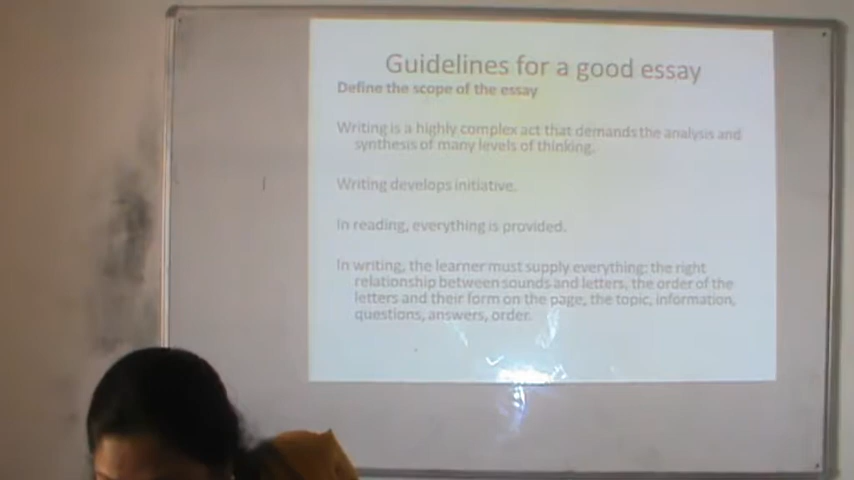 Guidelines for a good essay
Define the scope of the essay
Writing is a highly complex act that demands the analysis and
synthesis of many levels of thinking.
Writing develops initiative.
In reading, everything is provided.
In writing, the learner must supply everything: the right
relationship between sounds and letters, the order of the
letters and their form on the page, the topic, information,
questions, answers, order.